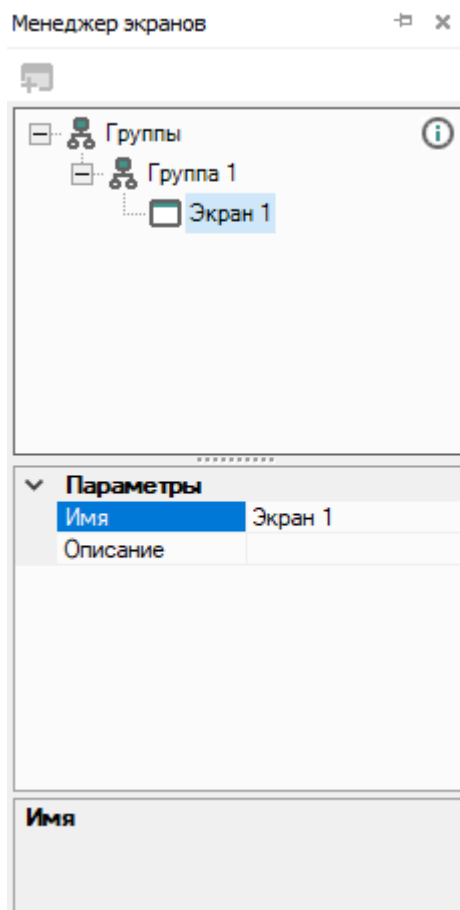 Менеджер экранов
Группы
Группа 1
Экран 1
Параметры
Имя Экран 1
Описание
Имя